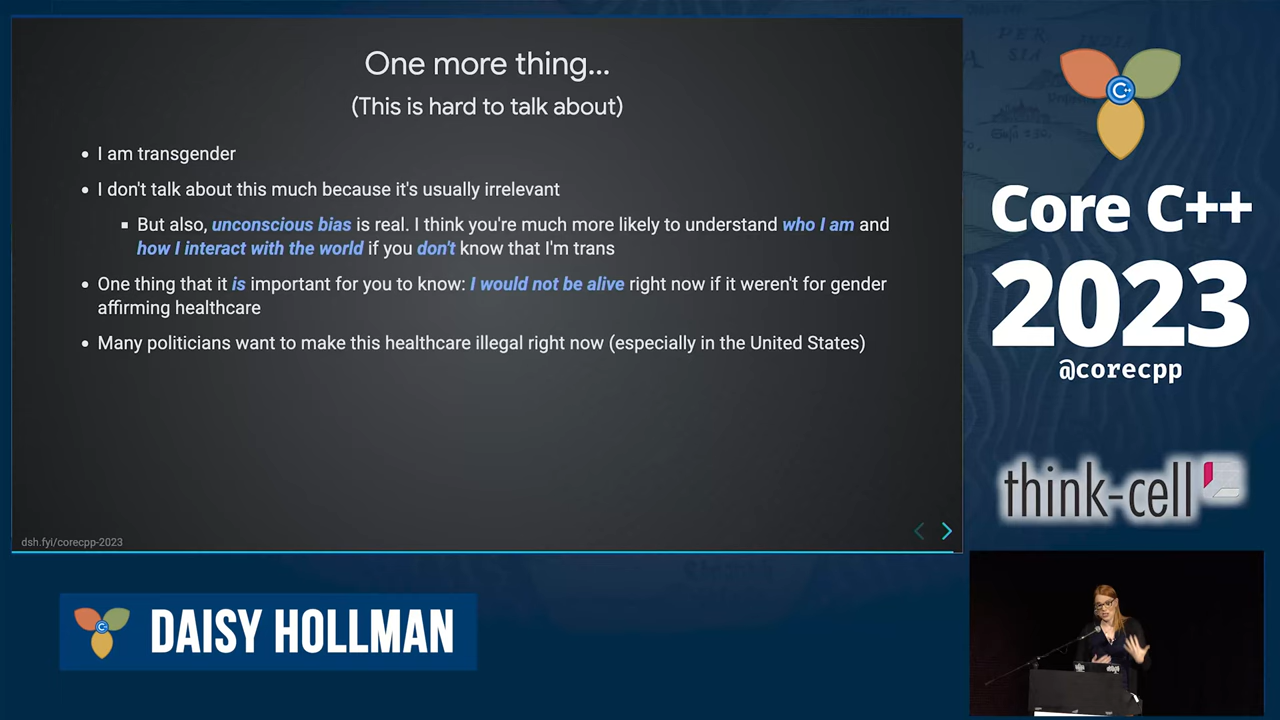 One more thing...
(This is hard to talk about)
I am transgender
I don't talk about this much because it's usually irrelevant
But also, unconscious bias is real. I think you're much more likely to understand who I am and
how I interact with the world if you don't know that I'm trans
One thing that it is important for you to know: I would not be alive right now if it weren't for gender
affirming healthcare
Many politicians want to make this healthcare illegal right now (especially in the United States)
dsh.fyi/corecpp-2023
C++
Core C++
2023
@corecpp
think-cell
C++
DAISY HOLLMAN